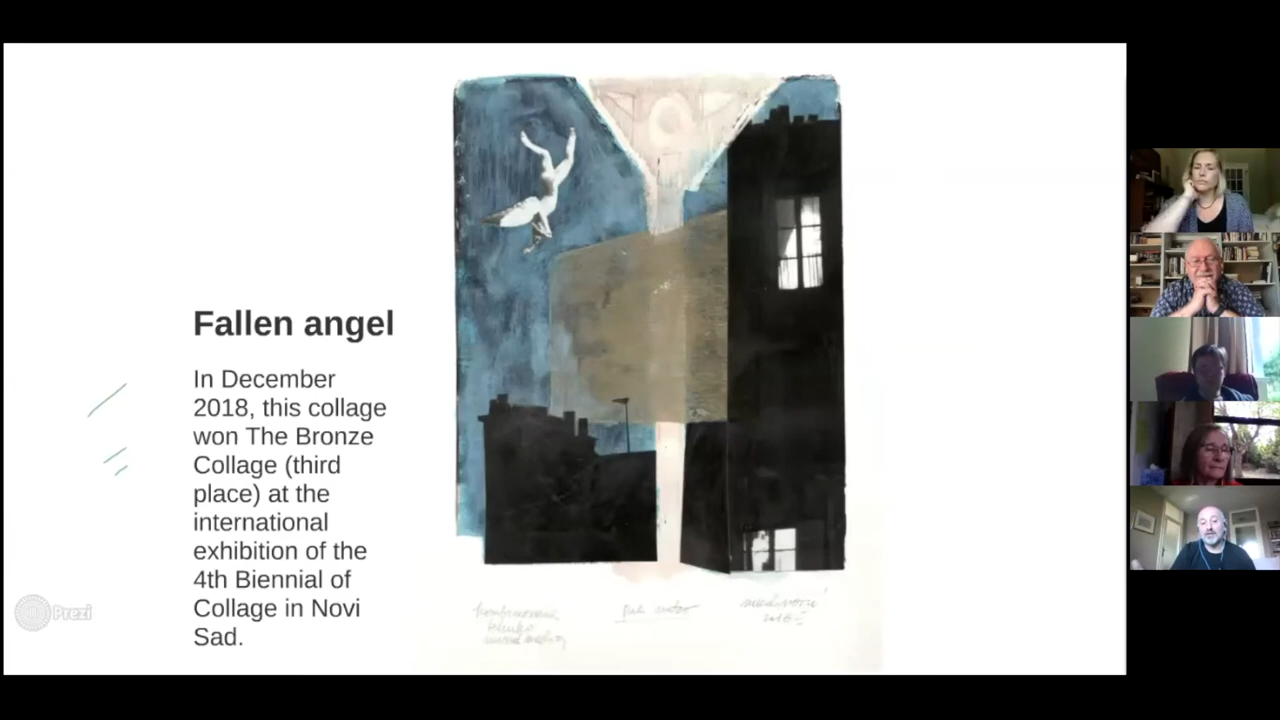 Fallen angel
In December
2018, this collage
won The Bronze
Collage (third
place) at the
international
exhibition of the
4th Biennial of
Collage in Novi
Sad.
Prezi